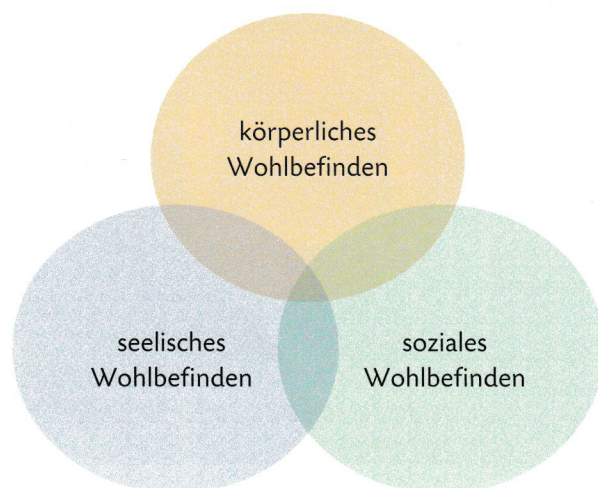 körperliches
Wohlbefinden
seelisches
Wohlbefinden
soziales
Wohlbefinden